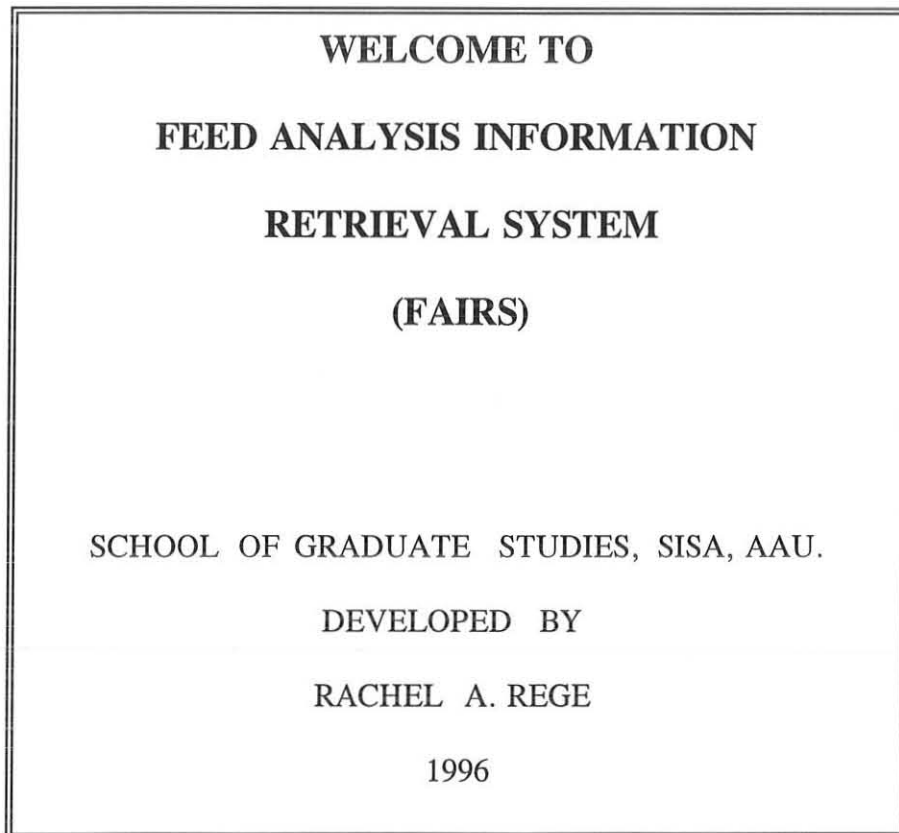 WELCOME TO
FEED ANALYSIS INFORMATION
RETRIEVAL SYSTEM
(FAIRS)
SCHOOL OF GRADUATE STUDIES, SISA, AAU.
DEVELOPED BY
RACHEL A. REGE
1996